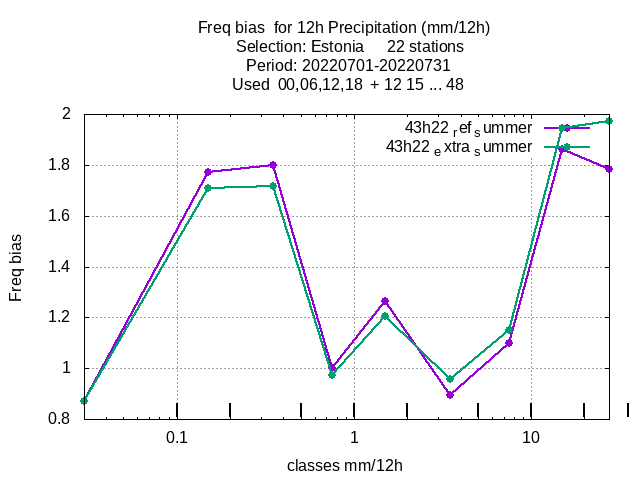 Freq bias  for 12h Precipitation (mm/12h)
Selection: Estonia     22 stations
Period: 20220701-20220731
Used  00,06,12,18  + 12 15 ... 48
43h22 ref summer
43h22 extra summer
2
1.8
1.6
1.4
1.2
1
0.8
Freq bias
0.1 1 10
classes mm/12h